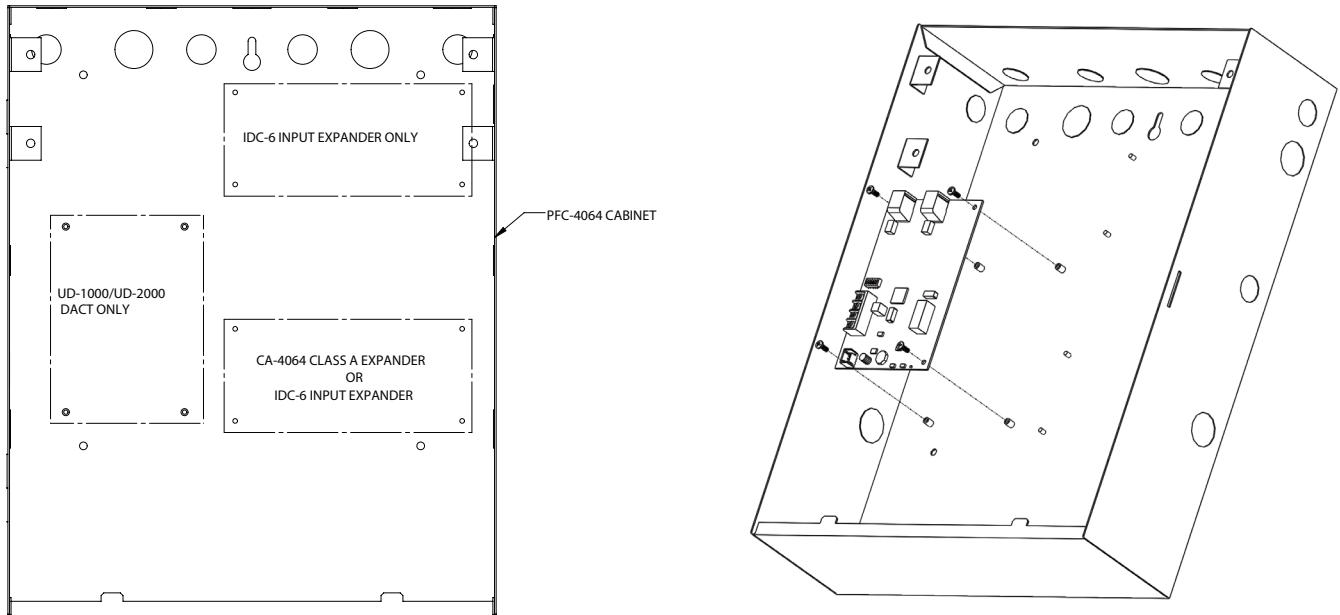 IDC-6 INPUT EXPANDER ONLY
PFC-4064 CABINET
UD-1000/UD-2000
DACT ONLY
CA-4064 CLASS A EXPANDER
OR
IDC-6 INPUT EXPANDER